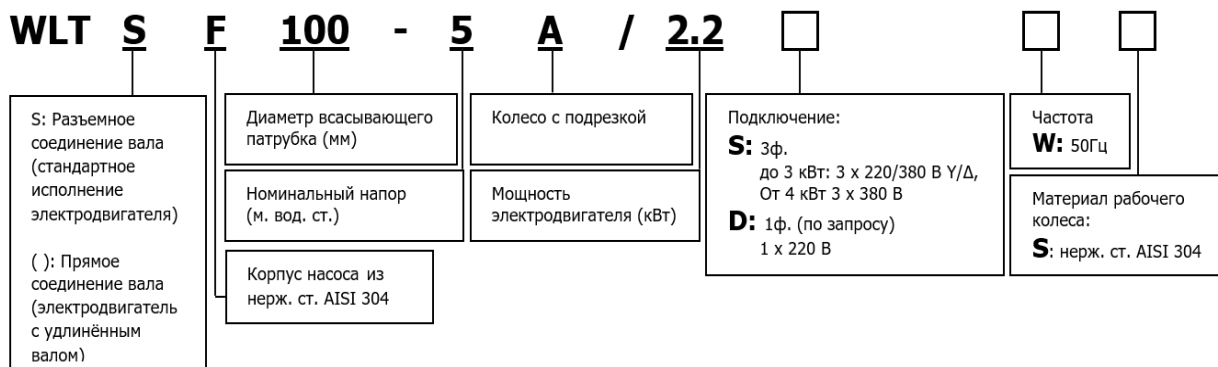 WLT S F 100 - 5 A / 2.2
S: Разъемное
соединение вала
(стандартное
исполнение
электродвигателя)
( ): Прямое
соединение вала
(электродвигатель
с удлинённым
валом)
Диаметр всасывающего
патрубка (мм)
Номинальный напор
(м. вод. ст.)
Корпус насоса из
нерж. ст. AISI 304
Колесо с подрезкой
Мощность
электродвигателя (кВт)
Подключение:
S: 3ф.
до 3 кВт: 3 x 220/380 В Y/Δ,
От 4 кВт 3 x 380 В
D: 1ф. (по запросу)
1 x 220 В
Частота
W: 50Гц
Материал рабочего
колеса:
S: нерж. ст. AISI 304